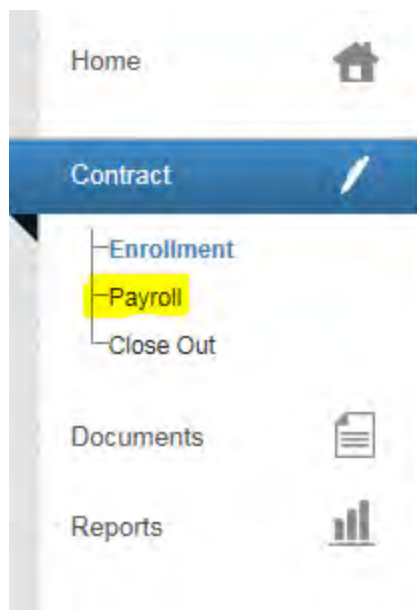 Home
Contract
Enrollment
Payroll
Close Out
Documents
Reports